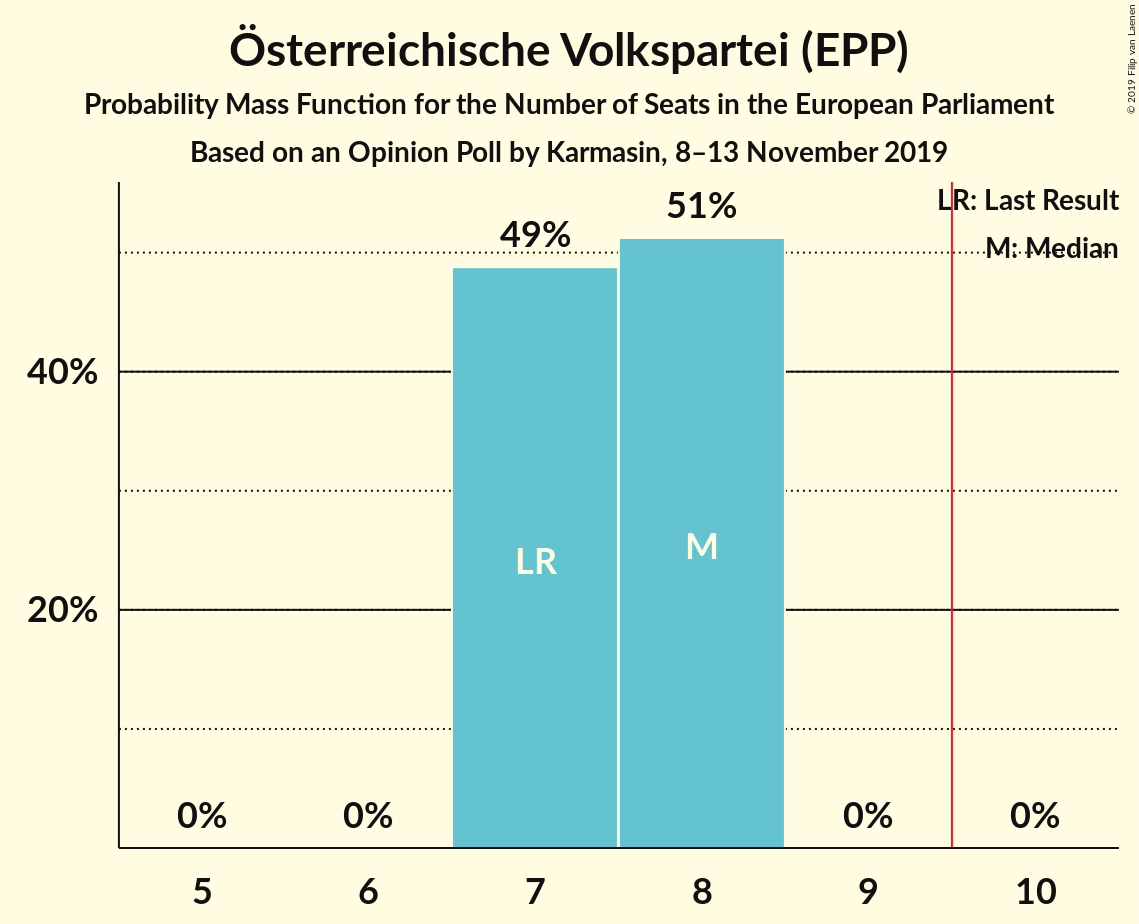 Österreichische Volkspartei (EPP)
Probability Mass Function for the Number of Seats in the European Parliament
Based on an Opinion Poll by Karmasin, 8–13 November 2019
© 2019 Filip van Laenen
LR: Last Result
M: Median
49%
51%
40%
20%
LR
M
0%
0%
0%
0%
5
6
7
8
9
10